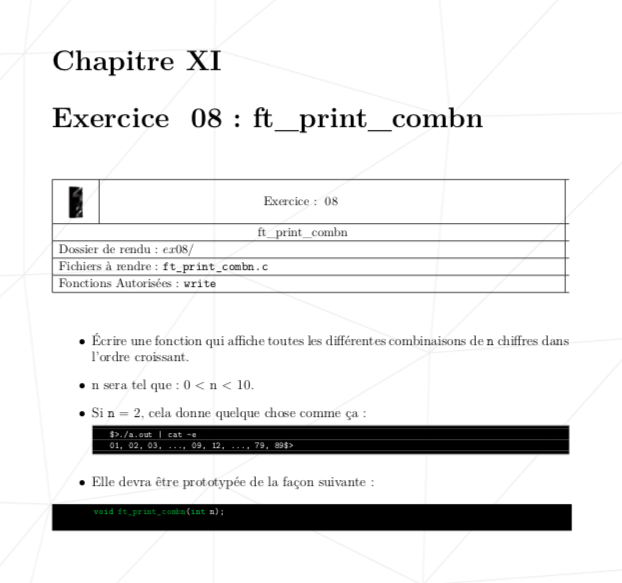 Chapitre XI
Exercice 08 : ft_print_combn
Exercice : 08
ft_print_combn
Dossier de rendu : ex08/
Fichiers à rendre : ft_print_combn.c
Fonctions Autorisées : write
• Écrire une fonction qui affiche toutes les différentes combinaisons de n chiffres dans
l'ordre croissant.
• n sera tel que : 0 < n < 10.
• Si n = 2, cela donne quelque chose comme ça :
$>./a.out | cat -e
01, 02, 03, ..., 09, 12, ..., 79, 89$>
• Elle devra être prototypée de la façon suivante :
void ft_print_combn(int n);